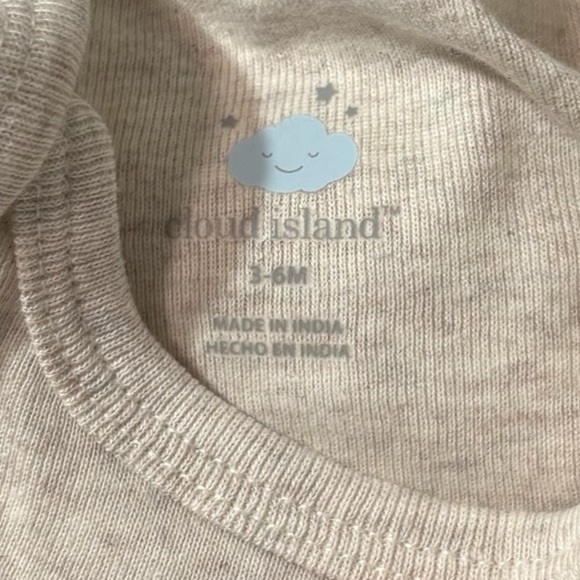 cloud island™
3-6M
MADE IN INDIA
HECHO EN INDIA